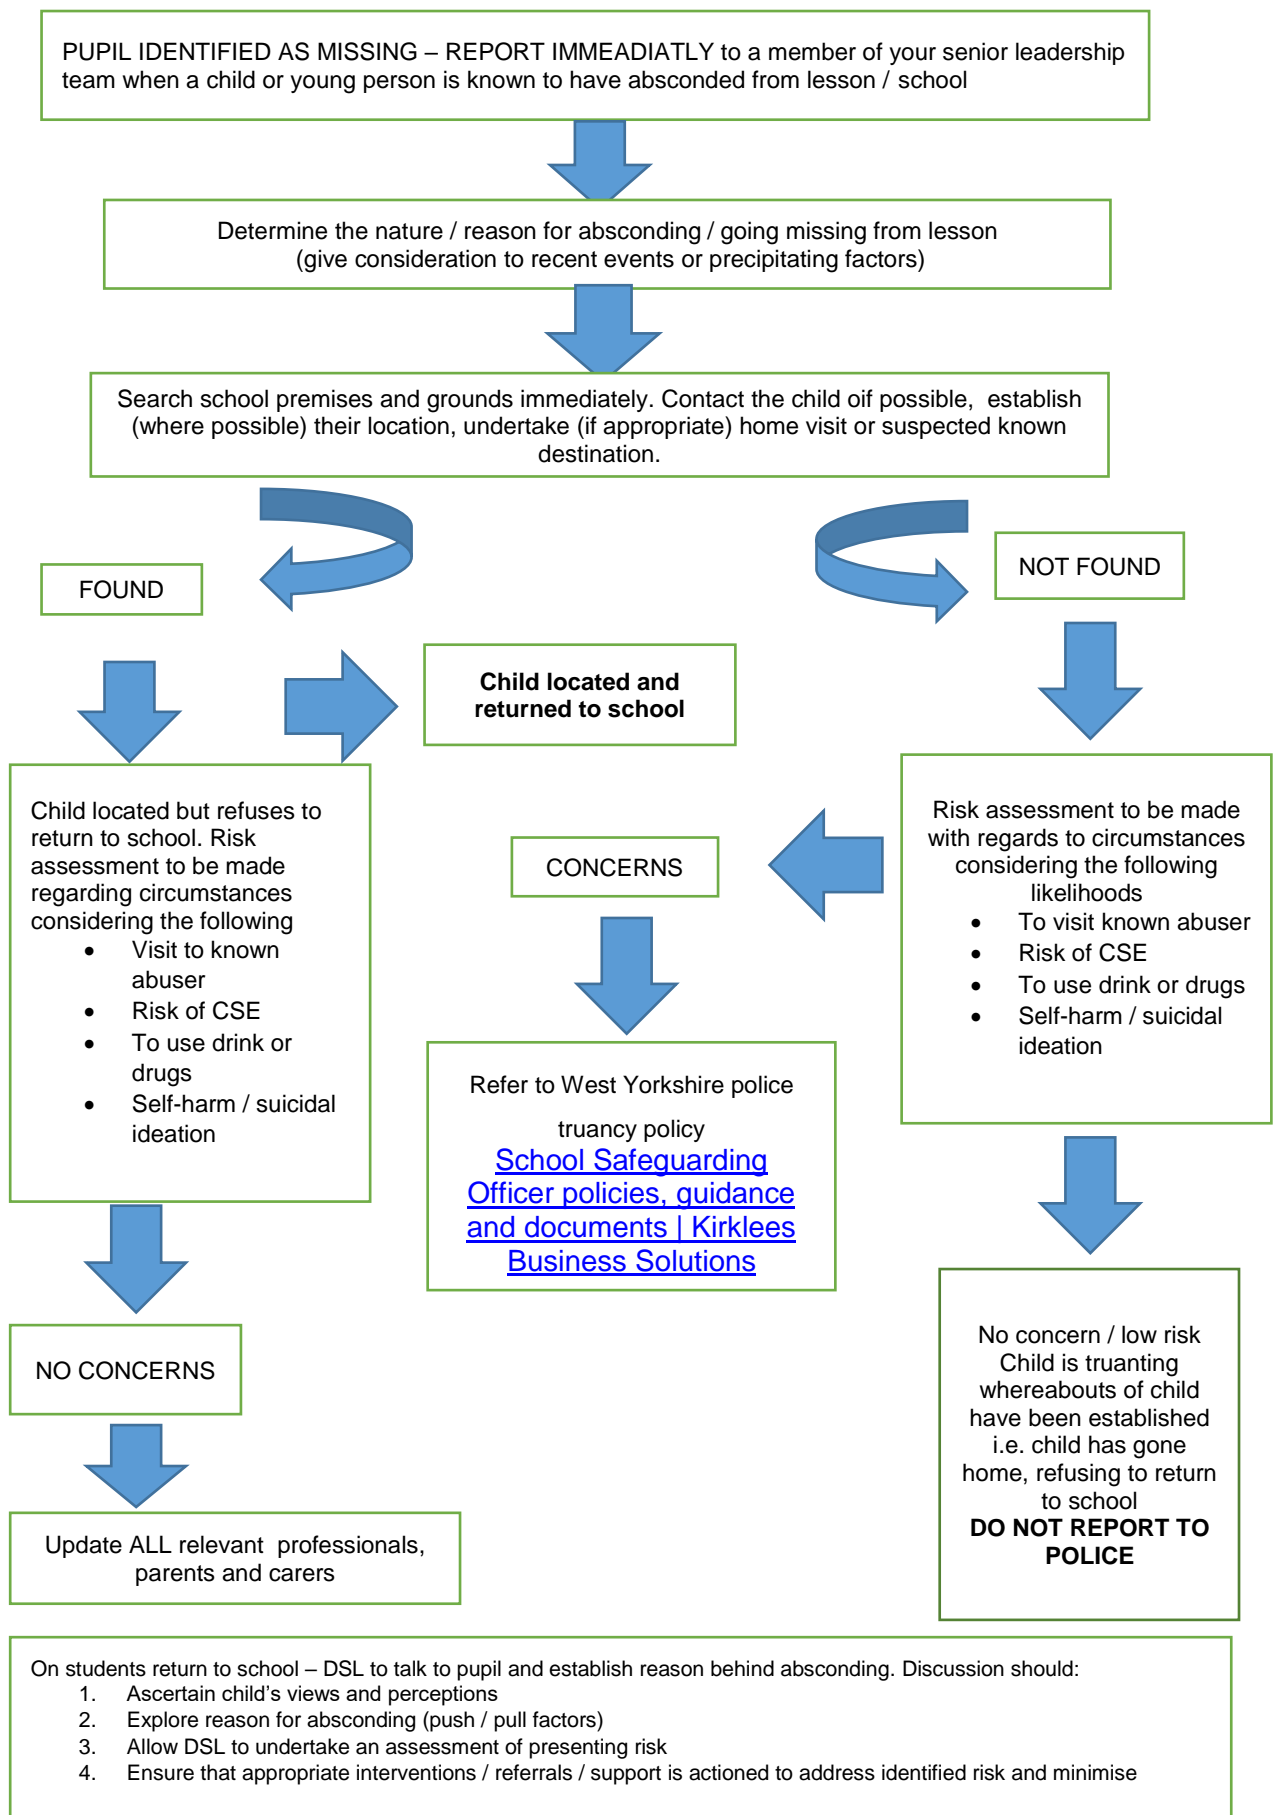 PUPIL IDENTIFIED AS MISSING – REPORT IMMEADIATLY to a member of your senior leadership
team when a child or young person is known to have absconded from lesson / school
Determine the nature / reason for absconding / going missing from lesson
(give consideration to recent events or precipitating factors)
Search school premises and grounds immediately. Contact the child oif possible, establish
(where possible) their location, undertake (if appropriate) home visit or suspected known
destination.
FOUND
NOT FOUND
Child located and
returned to school
Child located but refuses to
return to school. Risk
assessment to be made
regarding circumstances
considering the following
• Visit to known
abuser
• Risk of CSE
• To use drink or
drugs
• Self-harm / suicidal
ideation
CONCERNS
Risk assessment to be made
with regards to circumstances
considering the following
likelihoods
• To visit known abuser
• Risk of CSE
• To use drink or drugs
• Self-harm / suicidal
ideation
Refer to West Yorkshire police
truancy policy
School Safeguarding
Officer policies, guidance
and documents | Kirklees
Business Solutions
NO CONCERNS
No concern / low risk
Child is truanting
whereabouts of child
have been established
i.e. child has gone
home, refusing to return
to school
DO NOT REPORT TO
POLICE
Update ALL relevant professionals,
parents and carers
On students return to school – DSL to talk to pupil and establish reason behind absconding. Discussion should:
1. Ascertain child's views and perceptions
2. Explore reason for absconding (push / pull factors)
3. Allow DSL to undertake an assessment of presenting risk
4. Ensure that appropriate interventions / referrals / support is actioned to address identified risk and minimise